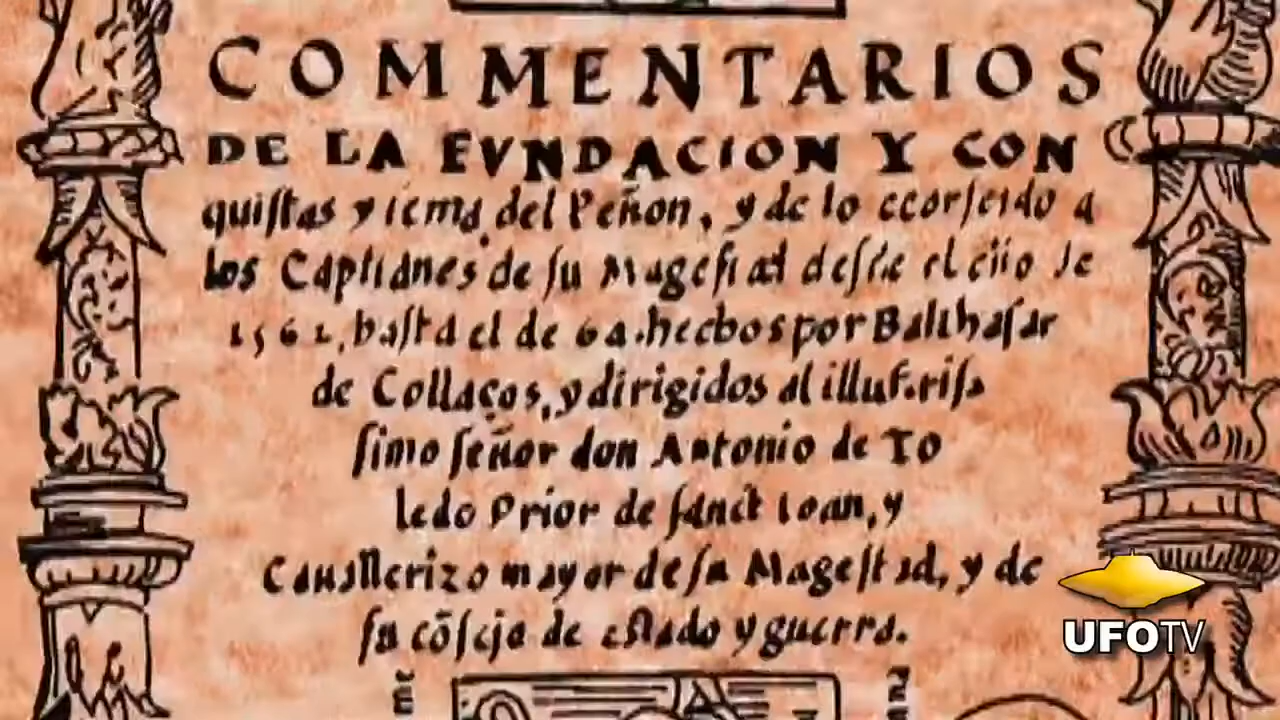 COMMENTARIOS
DE LA FVNDACION Y CON
quiſtas y del Peñon, y de lo a
los Capitanes de ſu Mageſtad deſde el año de
1562, haſta el de 64. hechos por Balthaſar
de Collaços, y dirigidos al illuſtriſ
ſimo ſeñor don Antonio de To
ledo Prior de ſanct Ioan, y
Cauallerizo mayor de ſu Mageſtad, y de
ſu cõſejo de eſtado y guerra.
UFOTV